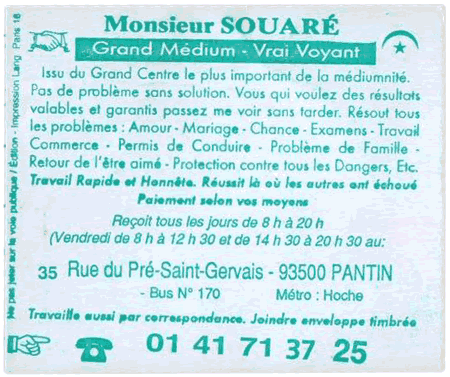 Monsieur SOUARÉ
Grand Médium - Vrai Voyant
Issu du Grand Centre le plus important de la médiumnité.
Pas de problème sans solution. Vous qui voulez des résultats
valables et garantis passez me voir sans tarder. Résout tous
les problèmes : Amour - Mariage - Chance - Examens - Travail
Commerce - Permis de Conduire - Problème de Famille -
Retour de l'être aimé - Protection contre tous les Dangers, Etc.
Travail Rapide et Honnête. Réussit là où les autres ont échoué
Paiement selon vos moyens
Reçoit tous les jours de 8 h à 20 h
(Vendredi de 8 h à 12 h 30 et de 14 h 30 à 20 h 30 au:
35 Rue du Pré-Saint-Gervais - 93500 PANTIN
- Bus N° 170 Métro : Hoche
Travaille aussi par correspondance. Joindre enveloppe timbrée
01 41 71 37 25
Ne pas jeter sur la voie publique / Édition - Impression Lang Paris 18